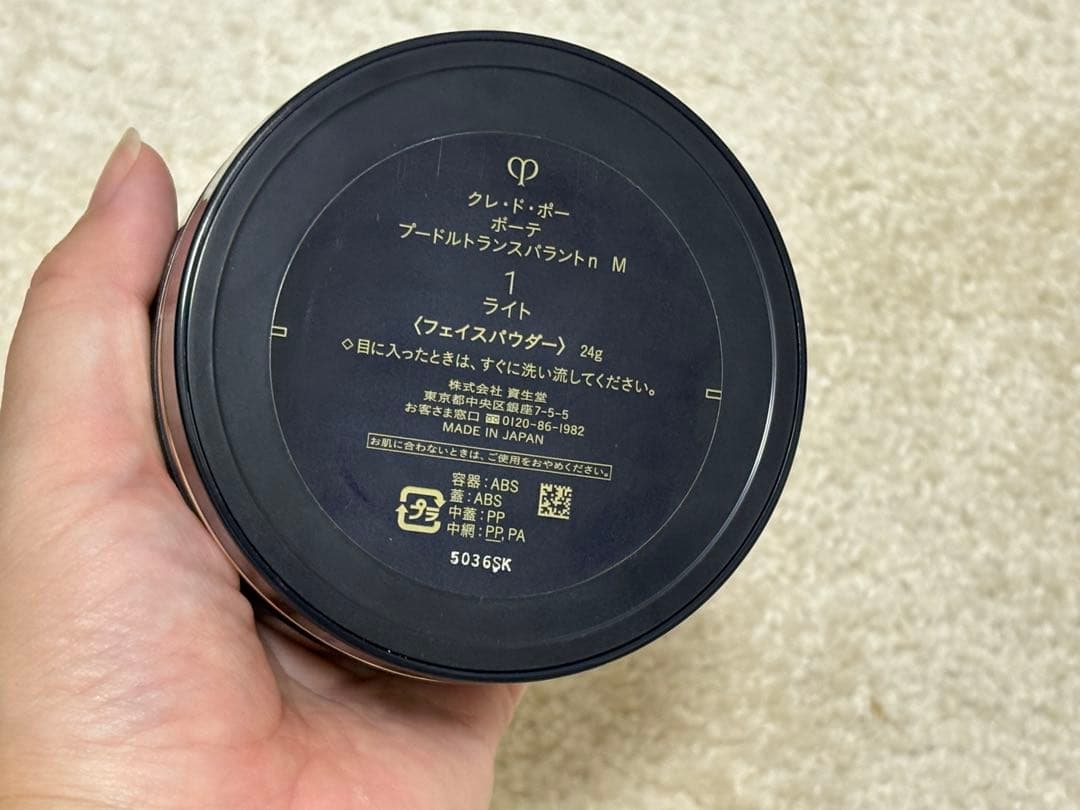 クレ・ド・ポー
ボーテ
プードルトランスパラントn M
1
ライト
〈フェイスパウダー〉 24g
◇目に入ったときは、すぐに洗い流してください。
株式会社 資生堂
東京都中央区銀座7-5-5
お客さま窓口 0120-86-1982
MADE IN JAPAN
お肌に合わないときは、ご使用をおやめください。
容器:ABS
蓋:ABS
プラ
中蓋:PP
中網:PP,PA
5036SK